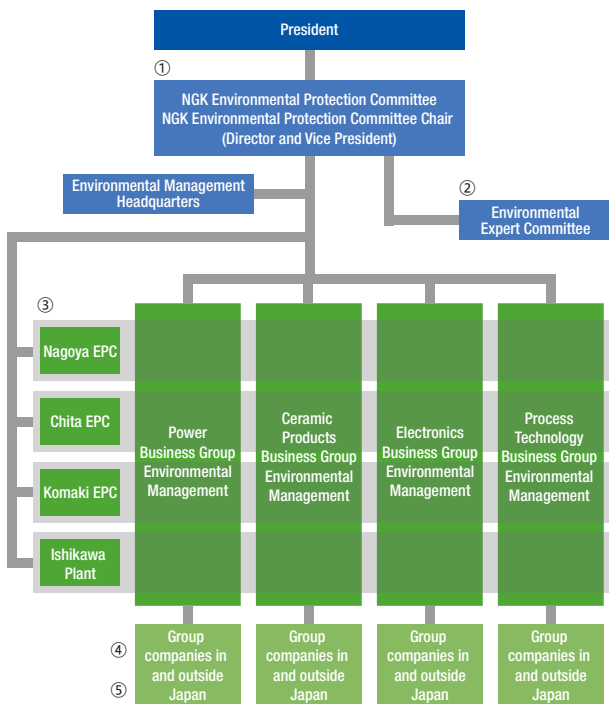 President
①
NGK Environmental Protection Committee
NGK Environmental Protection Committee Chair
(Director and Vice President)
Environmental Management
Headquarters
②
Environmental
Expert Committee
③
Nagoya EPC
Chita EPC
Komaki EPC
Ishikawa
Plant
Power
Business Group
Environmental
Management
Ceramic
Products
Business Group
Environmental
Management
Electronics
Business Group
Environmental
Management
Process
Technology
Business Group
Environmental
Management
④
⑤
Group
companies in
and outside
Japan
Group
companies in
and outside
Japan
Group
companies in
and outside
Japan
Group
companies in
and outside
Japan